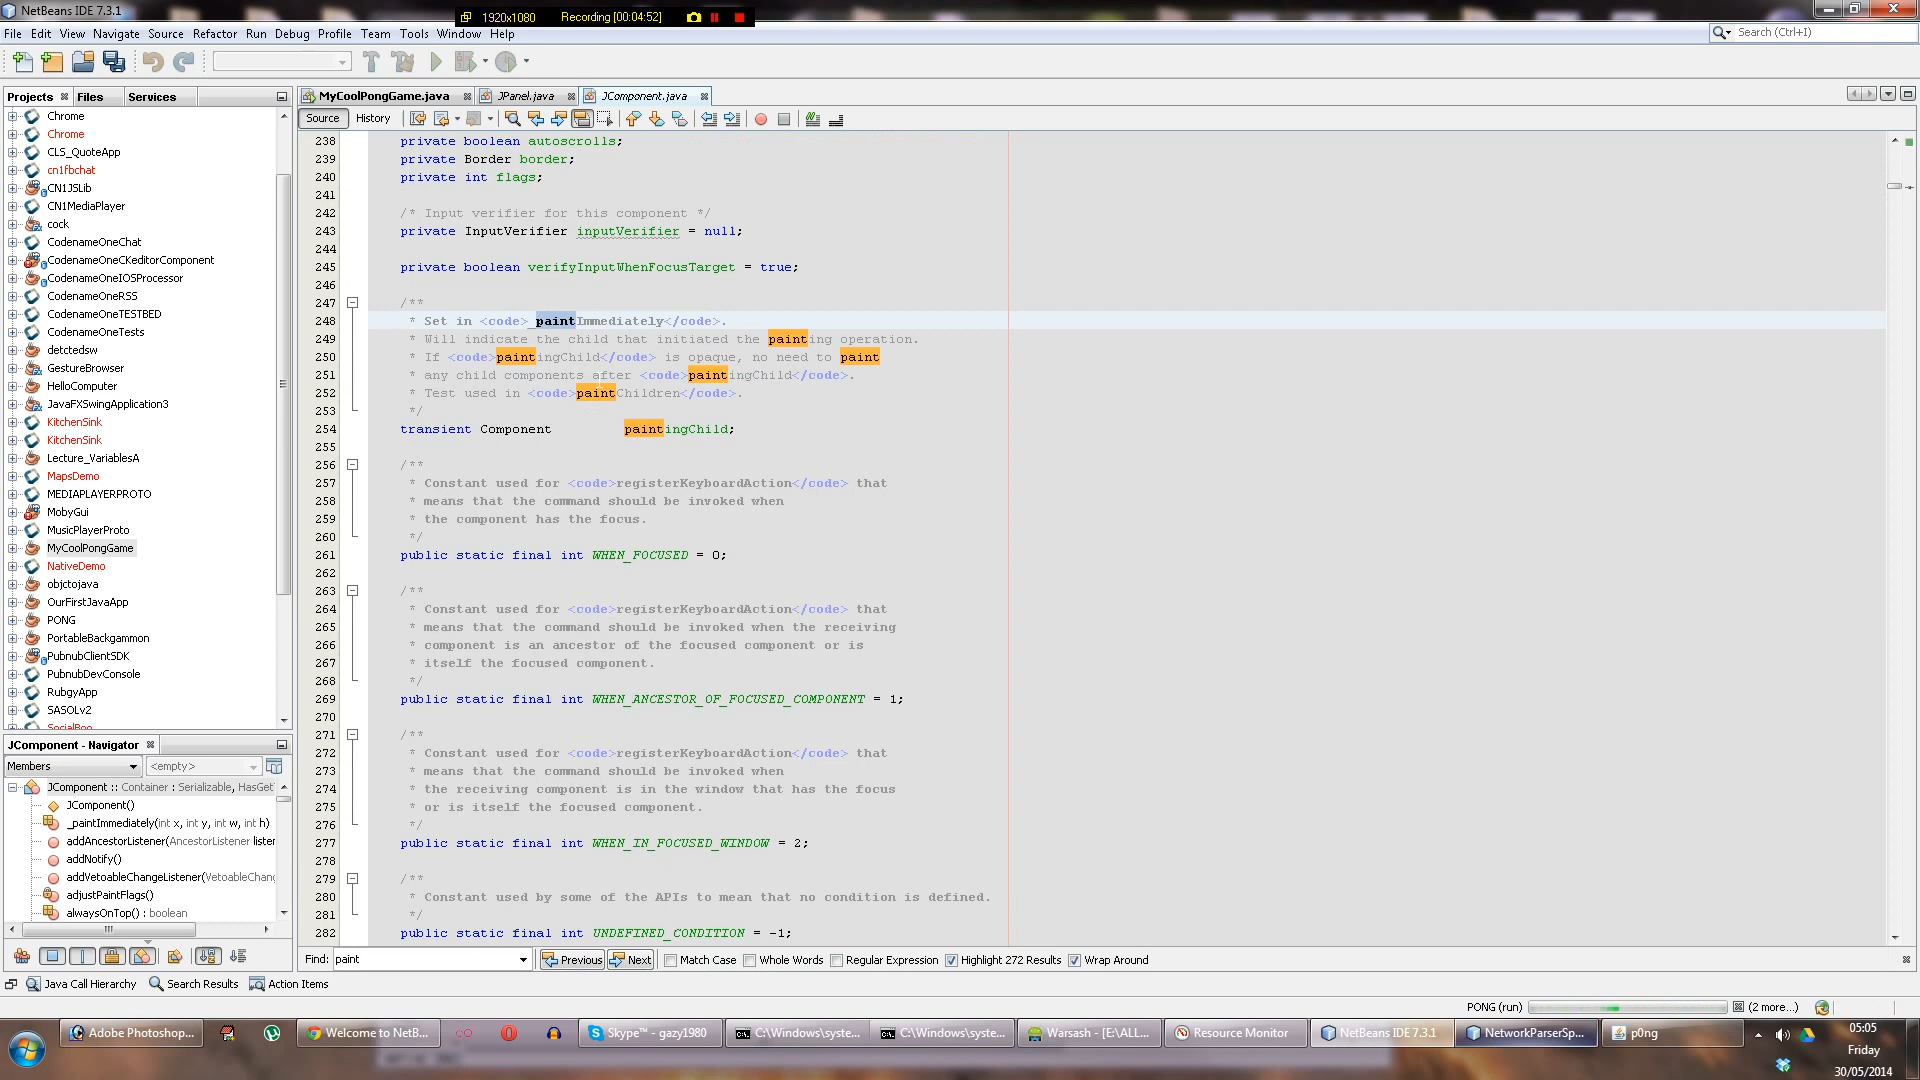 NetBeans IDE 7.3.1
1920x1080 Recording [00:04:52]
File Edit View Navigate Source Refactor Run Debug Profile Team Tools Window Help
Search (Ctrl+I)
Projects Files Services
MyCoolPongGame.java JPanel.java JComponent.java
Source History
Chrome
Chrome
CLS_QuoteApp
cn1fbchat
CN1JSLib
CN1MediaPlayer
cock
CodenameOneChat
CodenameOneCKeditorComponent
CodenameOneIOSProcessor
CodenameOneRSS
CodenameOneTESTBED
CodenameOneTests
detctedsw
GestureBrowser
HelloComputer
JavaFXSwingApplication3
KitchenSink
KitchenSink
Lecture_VariablesA
MapsDemo
MEDIAPLAYERPROTO
MobyGui
MusicPlayerProto
MyCoolPongGame
NativeDemo
objctojava
OurFirstJavaApp
PONG
PortableBackgammon
PubnubClientSDK
PubnubDevConsole
RubgyApp
SASOLv2
SocialBoo
JComponent - Navigator
Members <empty>
JComponent :: Container : Serializable, HasGet
JComponent()
_paintImmediately(int x, int y, int w, int h)
addAncestorListener(AncestorListener listen
addNotify()
addVetoableChangeListener(VetoableChang
adjustPaintFlags()
alwaysOnTop() : boolean
238 private boolean autoscrolls;
239 private Border border;
240 private int flags;
241
242 /* Input verifier for this component */
243 private InputVerifier inputVerifier = null;
244
245 private boolean verifyInputWhenFocusTarget = true;
246
247 /**
248 * Set in <code>_paintImmediately</code>.
249 * Will indicate the child that initiated the painting operation.
250 * If <code>paintingChild</code> is opaque, no need to paint
251 * any child components after <code>paintingChild</code>.
252 * Test used in <code>paintChildren</code>.
253 */
254 transient Component paintingChild;
255
256 /**
257 * Constant used for <code>registerKeyboardAction</code> that
258 * means that the command should be invoked when
259 * the component has the focus.
260 */
261 public static final int WHEN_FOCUSED = 0;
262
263 /**
264 * Constant used for <code>registerKeyboardAction</code> that
265 * means that the command should be invoked when the receiving
266 * component is an ancestor of the focused component or is
267 * itself the focused component.
268 */
269 public static final int WHEN_ANCESTOR_OF_FOCUSED_COMPONENT = 1;
270
271 /**
272 * Constant used for <code>registerKeyboardAction</code> that
273 * means that the command should be invoked when
274 * the receiving component is in the window that has the focus
275 * or is itself the focused component.
276 */
277 public static final int WHEN_IN_FOCUSED_WINDOW = 2;
278
279 /**
280 * Constant used by some of the APIs to mean that no condition is defined.
281 */
282 public static final int UNDEFINED_CONDITION = -1;
Find: paint Previous Next Match Case Whole Words Regular Expression Highlight 272 Results Wrap Around
Java Call Hierarchy Search Results Action Items
PONG (run) (2 more...)
Adobe Photoshop... Welcome to NetB... Skype™ - gazy1980 C:\Windows\syste... C:\Windows\syste... Warsash - [E:\ALL... Resource Monitor NetBeans IDE 7.3.1 NetworkParserSp... p0ng
05:05
Friday
30/05/2014